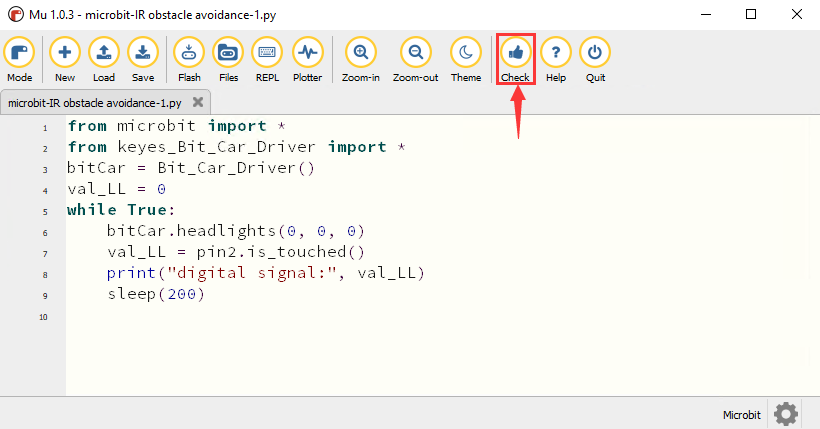 Mu 1.0.3 - microbit-IR obstacle avoidance-1.py
Mode New Load Save Flash Files REPL Plotter Zoom-in Zoom-out Theme Check Help Quit
microbit-IR obstacle avoidance-1.py
1 from microbit import *
2 from keyes_Bit_Car_Driver import *
3 bitCar = Bit_Car_Driver()
4 val_LL = 0
5 while True:
6     bitCar.headlights(0, 0, 0)
7     val_LL = pin2.is_touched()
8     print("digital signal:", val_LL)
9     sleep(200)
10
Microbit